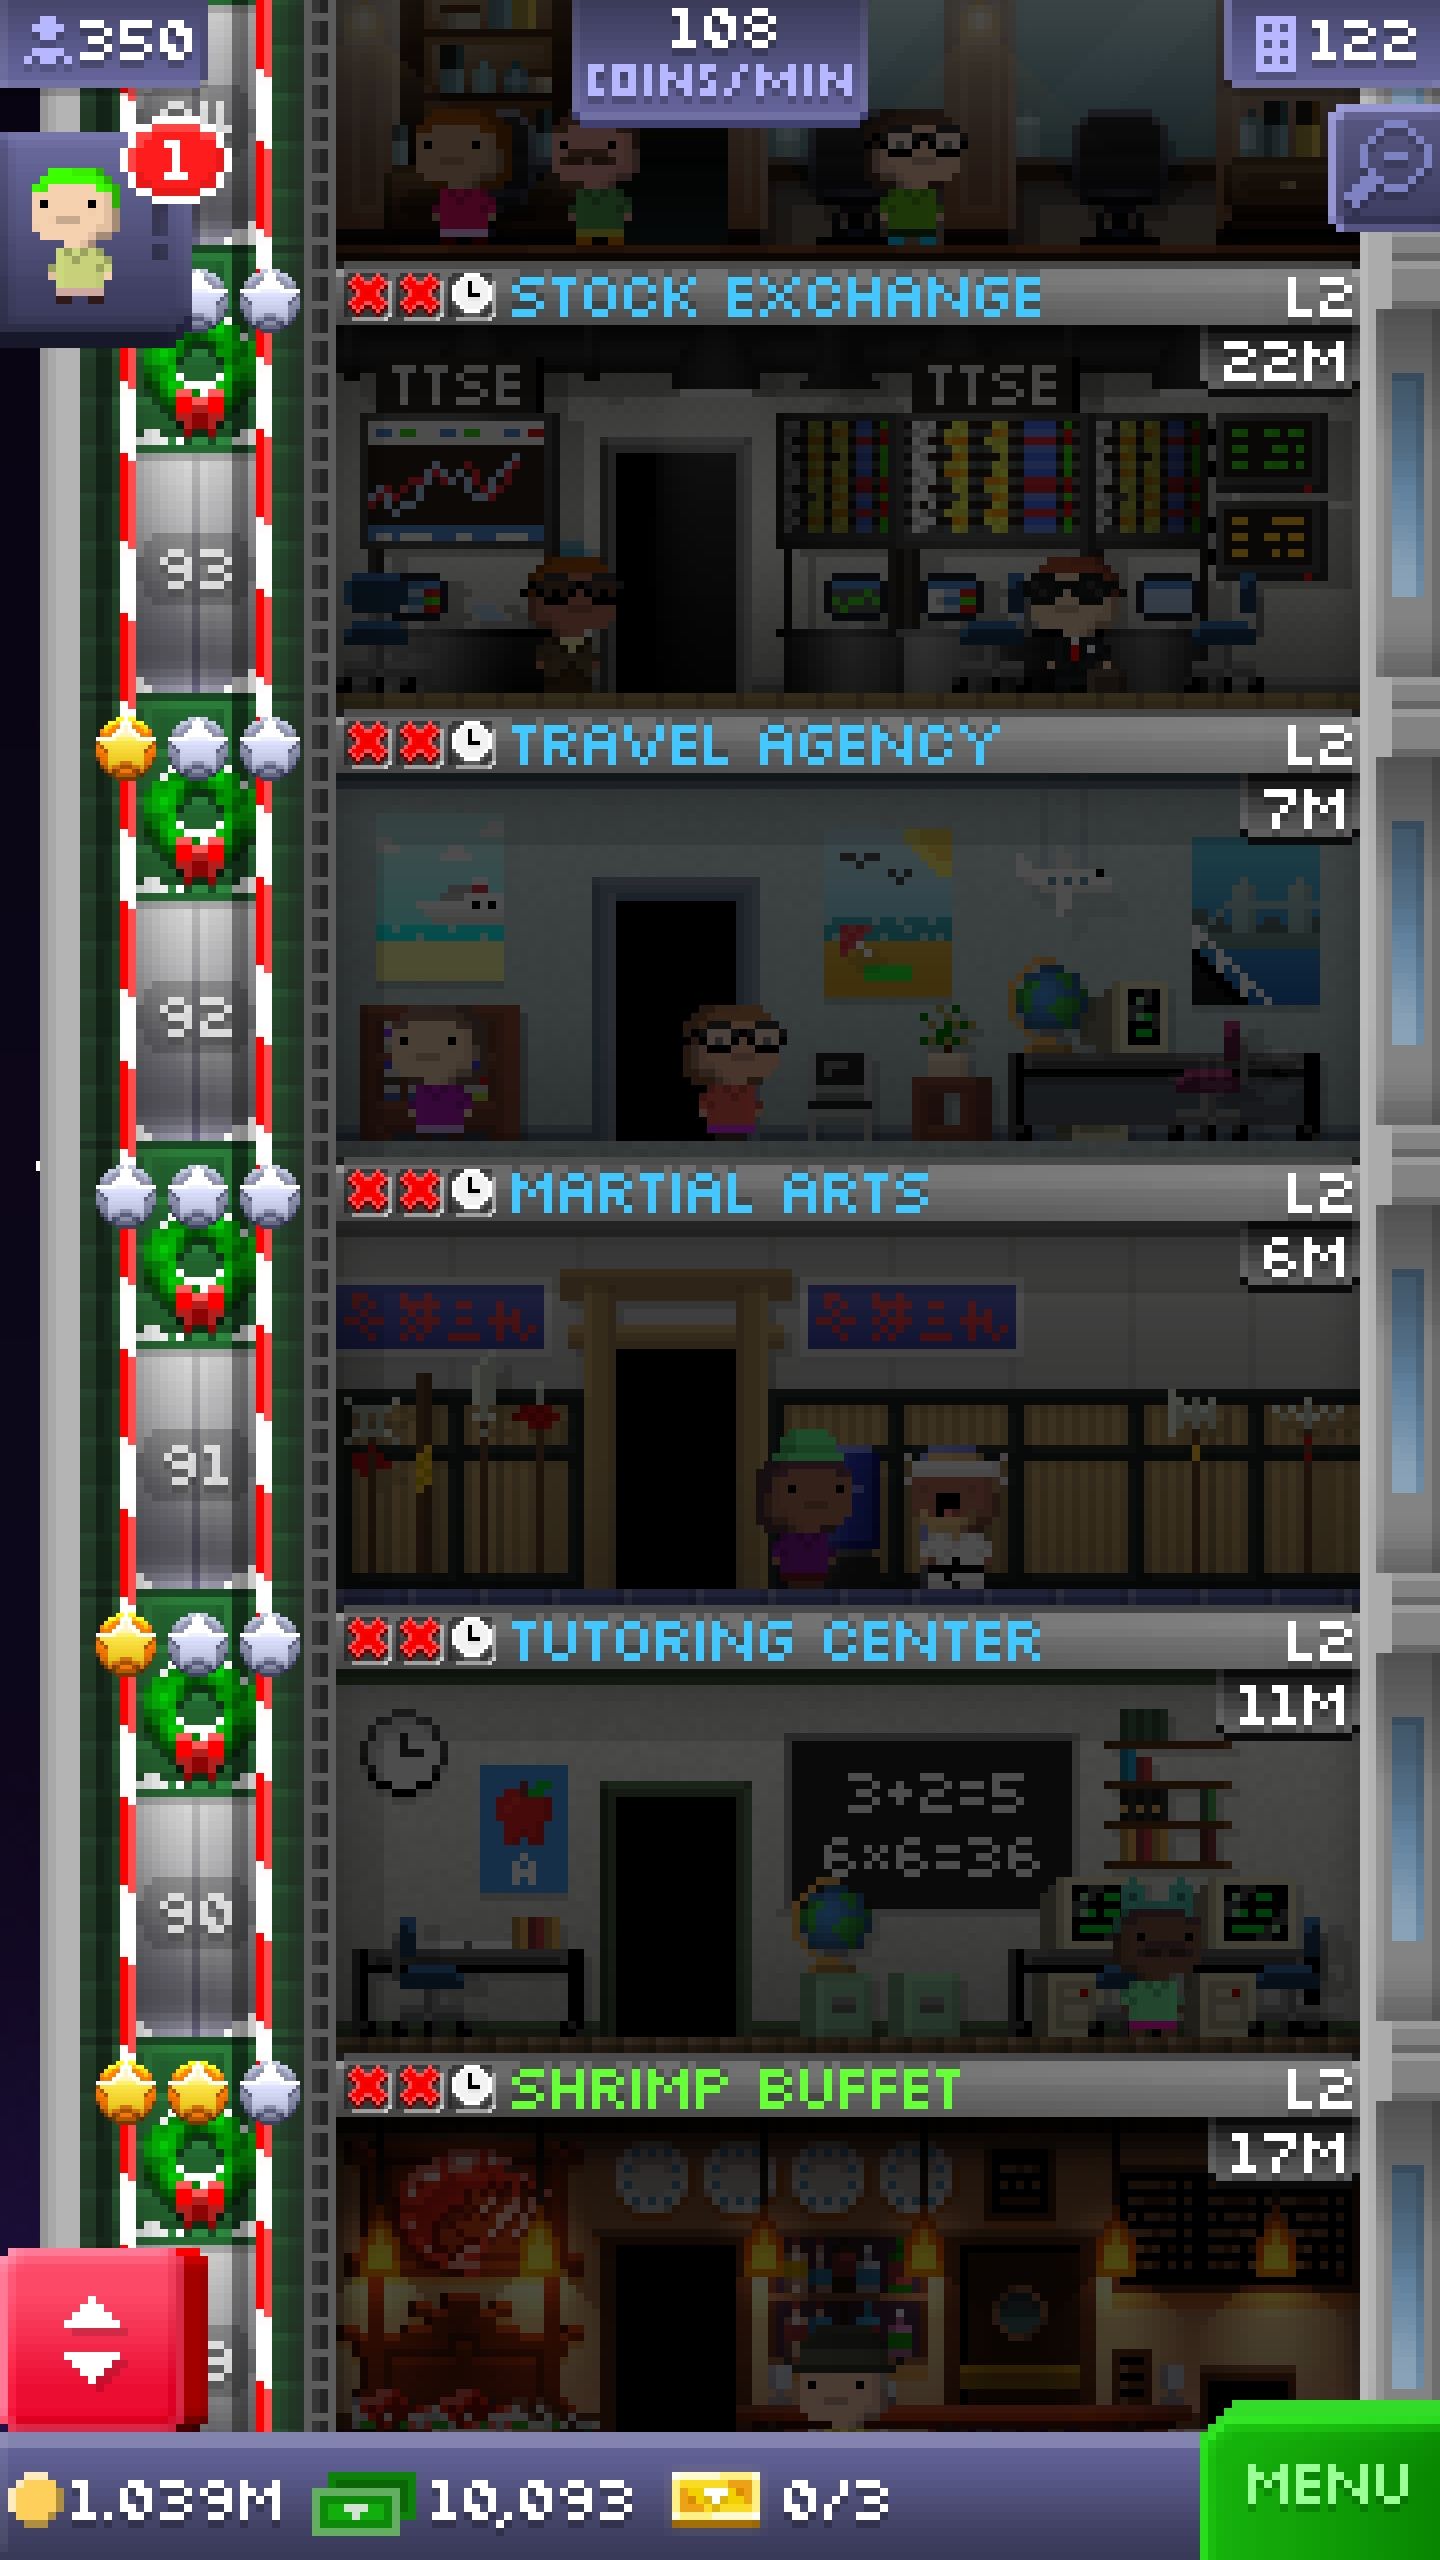 350
108
COINS/MIN
122
1
STOCK EXCHANGE L2
22M
TTSE TTSE
93
TRAVEL AGENCY L2
7M
92
MARTIAL ARTS L2
6M
91
TUTORING CENTER L2
11M
3+2=5
6×6=36
A
90
SHRIMP BUFFET L2
17M
1.039M 10,093 0/3 MENU